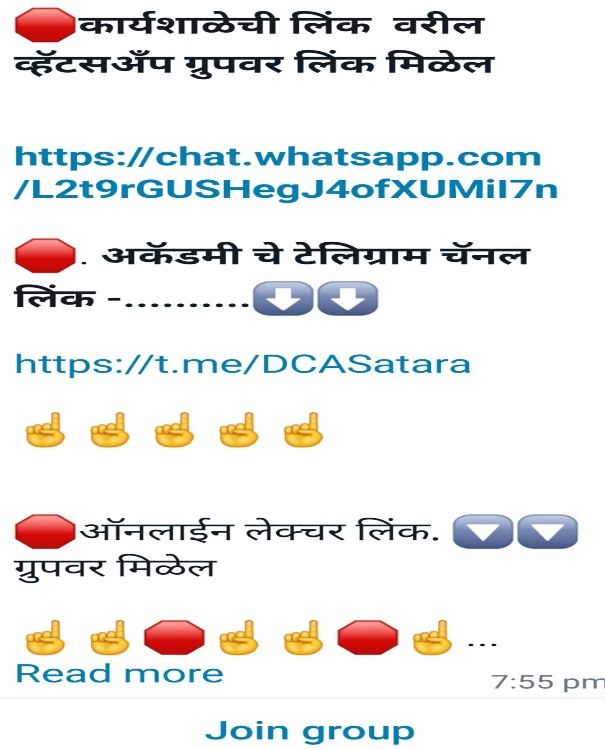 🛑कार्यशाळेची लिंक वरील
व्हॅटसअँप ग्रुपवर लिंक मिळेल
https://chat.whatsapp.com
/L2t9rGUSHegJ4ofXUMiI7n
🛑. अकॅडमी चे टेलिग्राम चॅनल
लिंक -..........⬇️⬇️
https://t.me/DCASatara
☝️ ☝️ ☝️ ☝️ ☝️
🛑ऑनलाईन लेक्चर लिंक. 🔽🔽
ग्रुपवर मिळेल
☝️ ☝️🛑☝️ ☝️🛑☝️ ...
Read more
7:55 pm
Join group